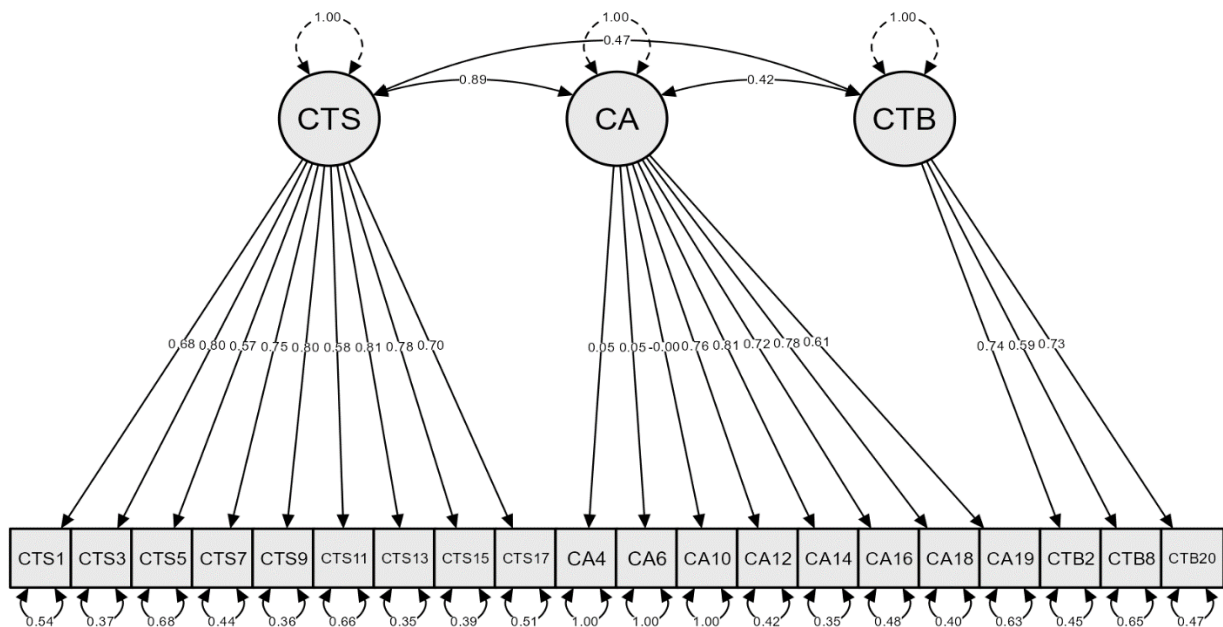 1.00 1.00 1.00
0.47
0.89 0.42
CTS CA CTB
0.68 0.80 0.57 0.75 0.80 0.58 0.81 0.78 0.70 0.05 0.05 -0.00 0.76 0.81 0.72 0.78 0.61 0.74 0.59 0.73
CTS1 CTS3 CTS5 CTS7 CTS9 CTS11 CTS13 CTS15 CTS17 CA4 CA6 CA10 CA12 CA14 CA16 CA18 CA19 CTB2 CTB8 CTB20
0.54 0.37 0.68 0.44 0.36 0.66 0.35 0.39 0.51 1.00 1.00 1.00 0.42 0.35 0.48 0.40 0.63 0.45 0.65 0.47